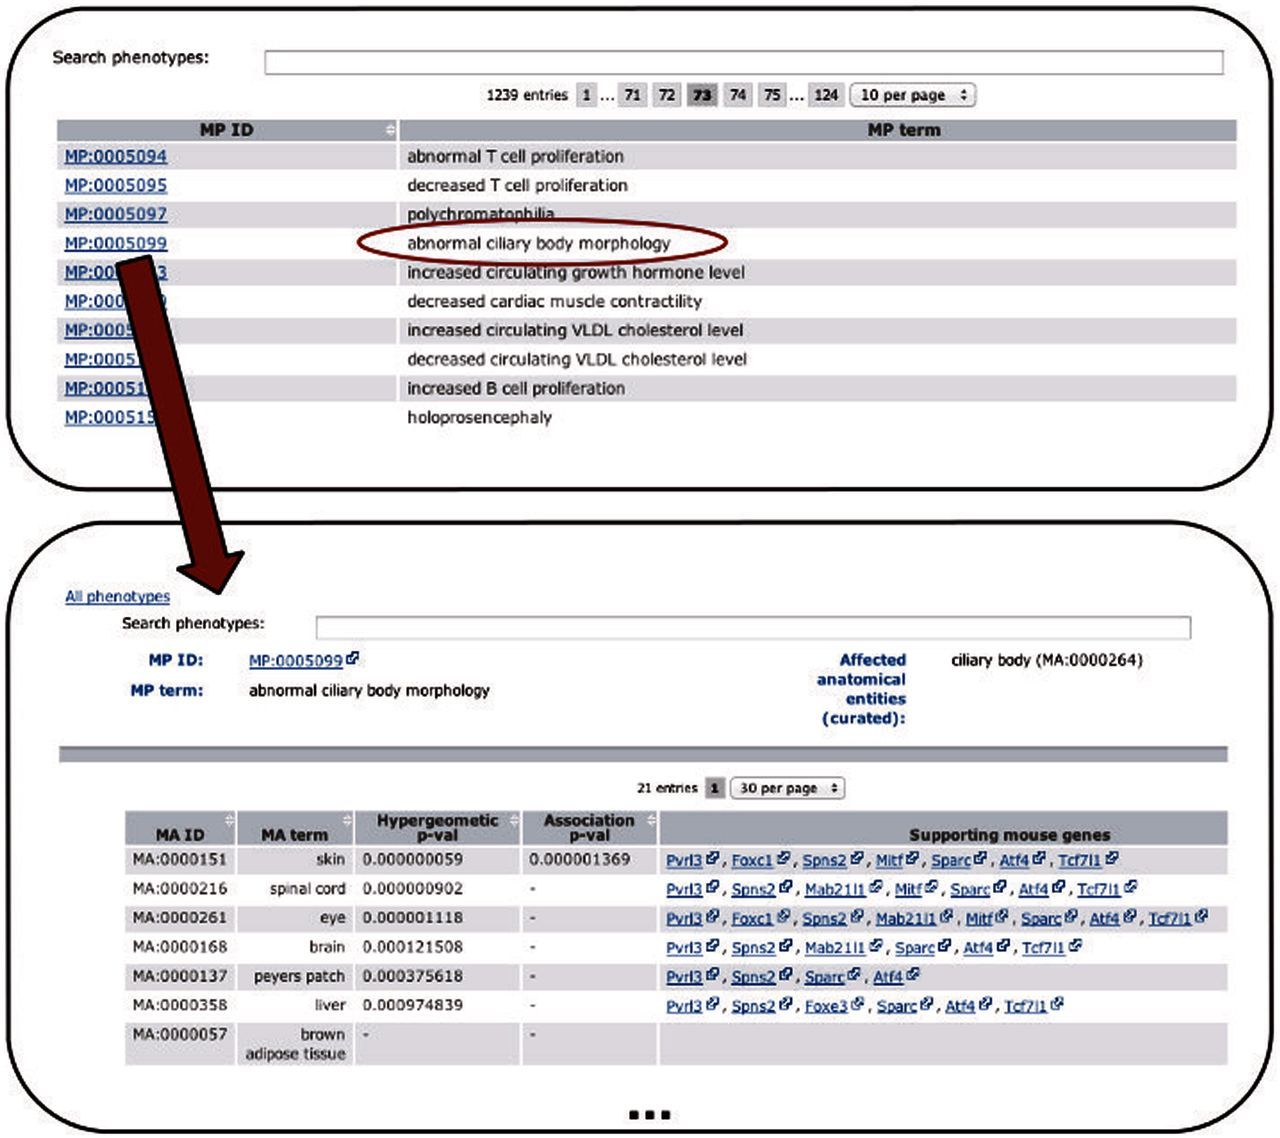 Search phenotypes:
1239 entries 1 ... 71 72 73 74 75 ... 124 10 per page
MP ID MP term
MP:0005094 abnormal T cell proliferation
MP:0005095 decreased T cell proliferation
MP:0005097 polychromatophilia
MP:0005099 abnormal ciliary body morphology
increased circulating growth hormone level
decreased cardiac muscle contractility
increased circulating VLDL cholesterol level
decreased circulating VLDL cholesterol level
increased B cell proliferation
holoprosencephaly
All phenotypes
Search phenotypes:
MP ID: MP:0005099 Affected anatomical entities (curated): ciliary body (MA:0000264)
MP term: abnormal ciliary body morphology
21 entries 1 30 per page
MA ID MA term Hypergeometic p-val Association p-val Supporting mouse genes
MA:0000151 skin 0.000000059 0.000001369 Pvrl3, Foxc1, Spns2, Mitf, Sparc, Atf4, Tcf7l1
MA:0000216 spinal cord 0.000000902 - Pvrl3, Spns2, Mab21l1, Mitf, Sparc, Atf4, Tcf7l1
MA:0000261 eye 0.000001118 - Pvrl3, Foxc1, Spns2, Mab21l1, Mitf, Sparc, Atf4, Tcf7l1
MA:0000168 brain 0.000121508 - Pvrl3, Spns2, Mab21l1, Sparc, Atf4, Tcf7l1
MA:0000137 peyers patch 0.000375618 - Pvrl3, Spns2, Sparc, Atf4
MA:0000358 liver 0.000974839 - Pvrl3, Spns2, Foxe3, Sparc, Atf4, Tcf7l1
MA:0000057 brown adipose tissue - -
...